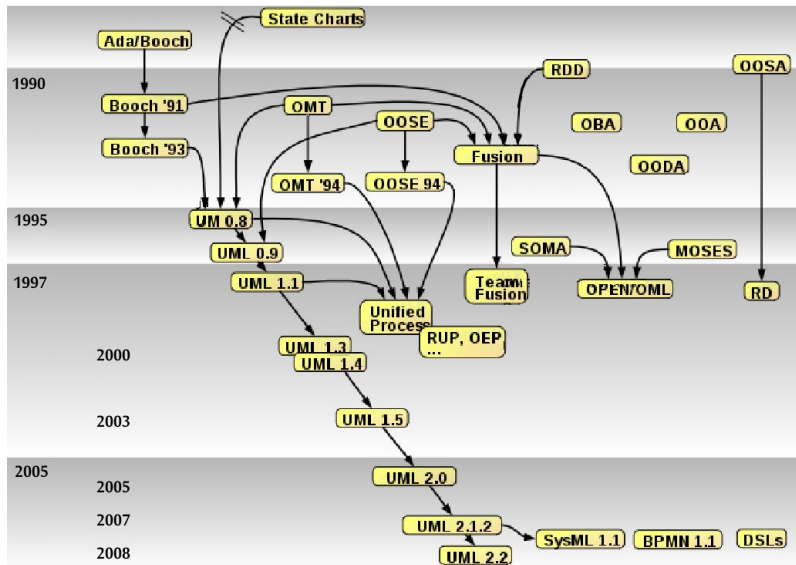 State Charts
Ada/Booch
OOSA
RDD
1990
Booch '91
OMT
OOSE
OBA
OOA
Booch '93
Fusion
OODA
OMT '94
OOSE 94
1995
UM 0.8
UML 0.9
SOMA
MOSES
1997
UML 1.1
Team
Fusion
OPEN/OML
RD
Unified
Process
RUP, OEP
...
UML 1.3
2000
UML 1.4
2003
UML 1.5
2005
UML 2.0
2005
2007
UML 2.1.2
SysML 1.1
BPMN 1.1
DSLs
2008
UML 2.2